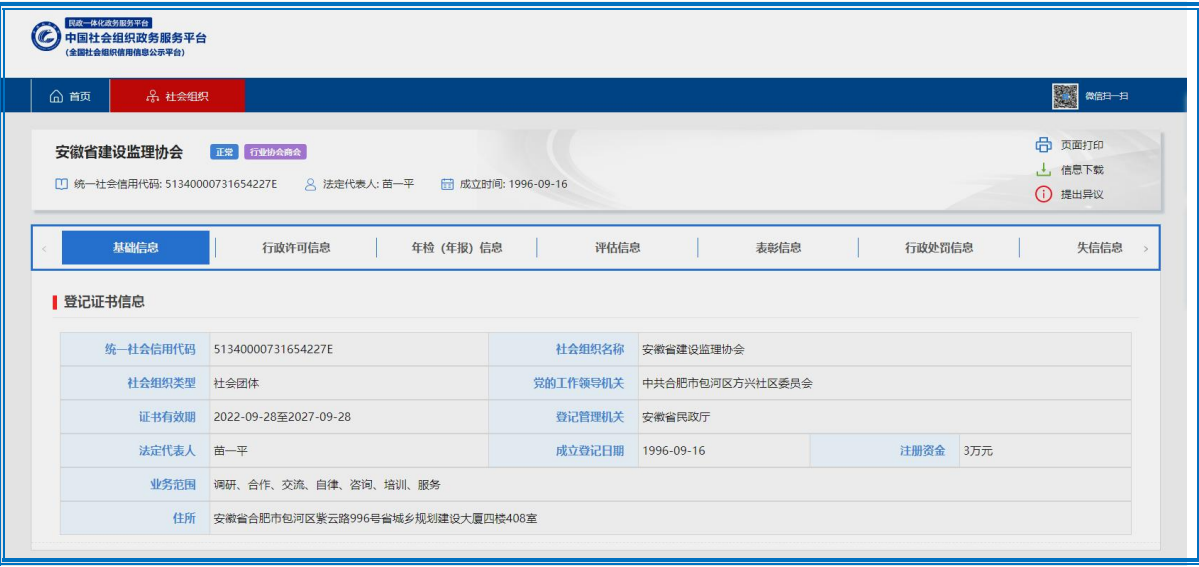 民政一体化政务服务平台
中国社会组织政务服务平台
(全国社会组织信用信息公示平台)
首页 社会组织 微信扫一扫
安徽省建设监理协会 正常 行业协会商会
统一社会信用代码: 51340000731654227E 法定代表人: 苗一平 成立时间: 1996-09-16
页面打印
信息下载
提出异议
< 基础信息 行政许可信息 年检（年报）信息 评估信息 表彰信息 行政处罚信息 失信信息 >
登记证书信息
统一社会信用代码 51340000731654227E 社会组织名称 安徽省建设监理协会
社会组织类型 社会团体 党的工作领导机关 中共合肥市包河区方兴社区委员会
证书有效期 2022-09-28至2027-09-28 登记管理机关 安徽省民政厅
法定代表人 苗一平 成立登记日期 1996-09-16 注册资金 3万元
业务范围 调研、合作、交流、自律、咨询、培训、服务
住所 安徽省合肥市包河区紫云路996号省城乡规划建设大厦四楼408室